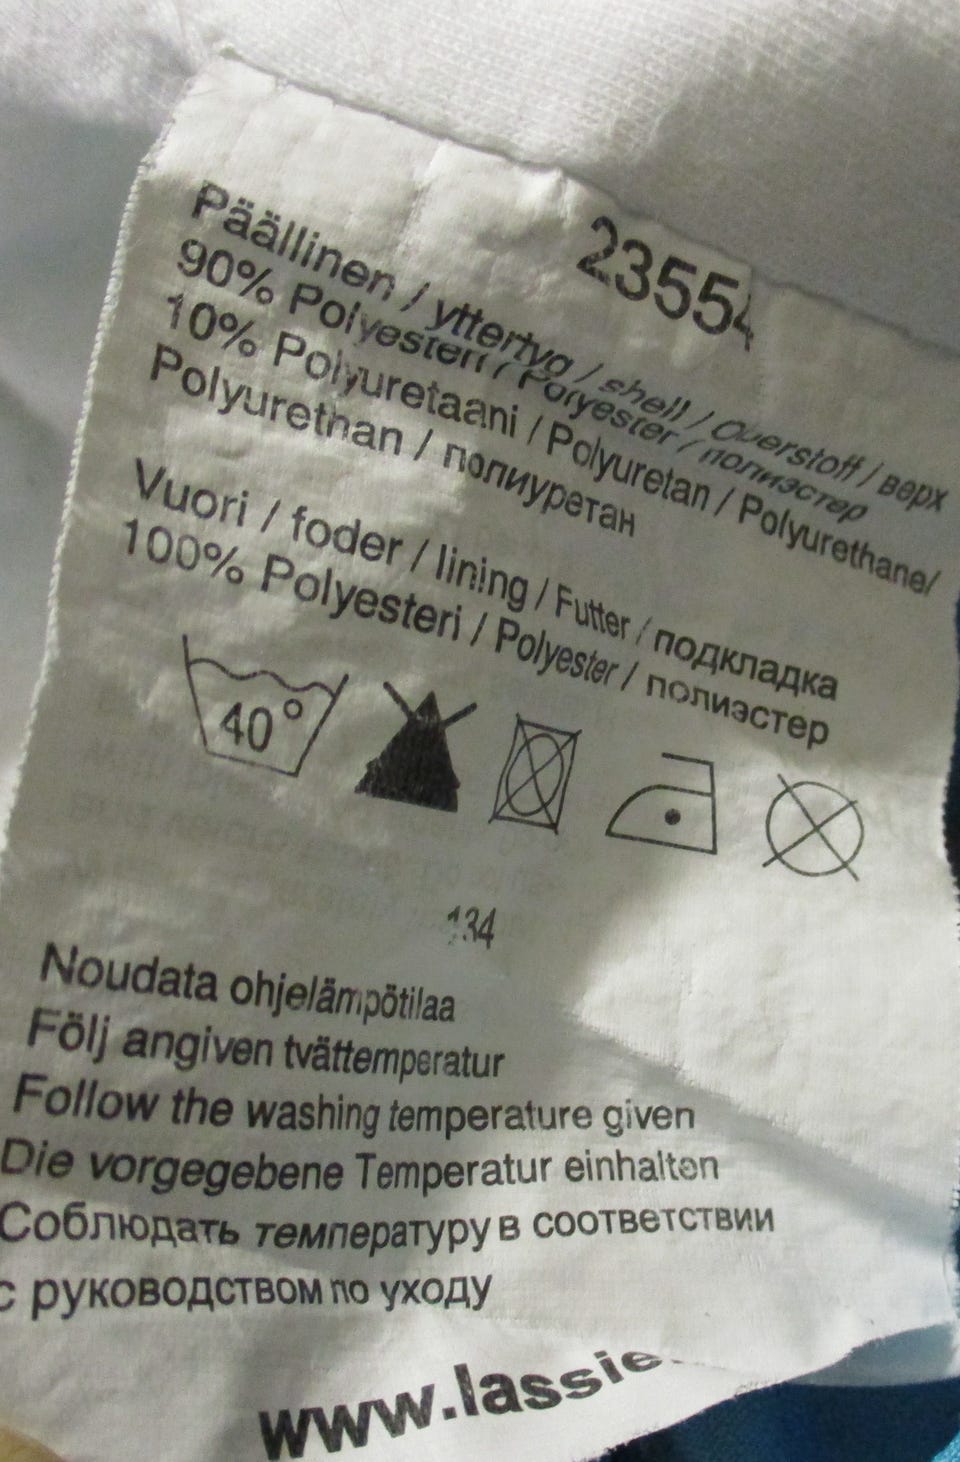 2355
Päällinen / yttertyg / shell / Oberstoff / верх
90% Polyesteri / Polyester / полиэстер
10% Polyuretaani / Polyuretan / Polyurethane/
Polyurethan / полиуретан
Vuori / foder / lining / Futter / подкладка
100% Polyesteri / Polyester / полиэстер
40°
134
Noudata ohjelämpötilaa
Följ angiven tvättemperatur
Follow the washing temperature given
Die vorgegebene Temperatur einhalten
Соблюдать температуру в соответствии
с руководством по уходу
www.lassie